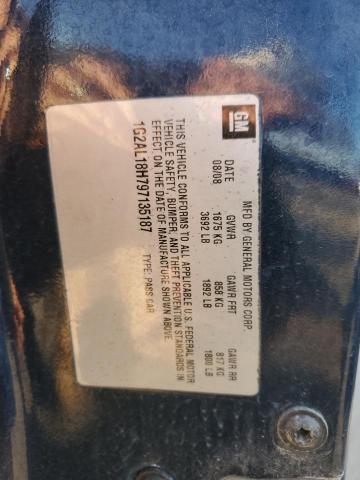 GM
MFD BY GENERAL MOTORS CORP.
DATE GVWR GAWR FRT GAWR RR
08/08 1675 KG 858 KG 817 KG
3692 LB 1892 LB 1800 LB
THIS VEHICLE CONFORMS TO ALL APPLICABLE U.S. FEDERAL MOTOR
VEHICLE SAFETY, BUMPER, AND THEFT PREVENTION STANDARDS IN
EFFECT ON THE DATE OF MANUFACTURE SHOWN ABOVE.
1G2AL18H797135187 TYPE: PASS CAR